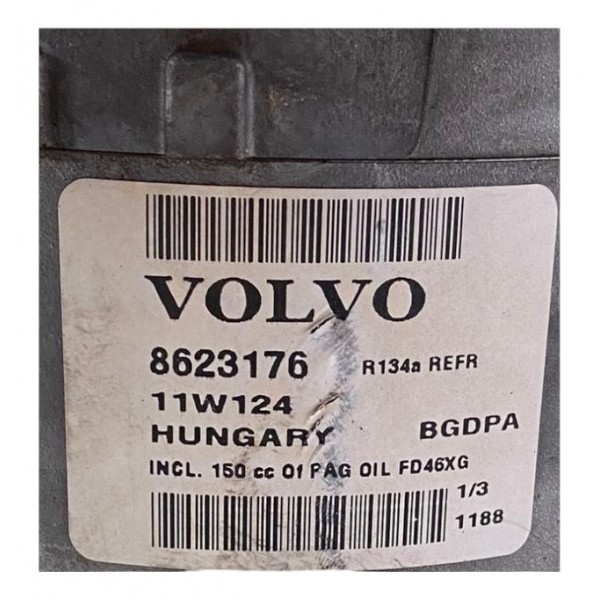 VOLVO
8623176 R134a REFR
11W124
HUNGARY BGDPA
INCL. 150 cc Of PAG OIL FD46XG
1/3
1188